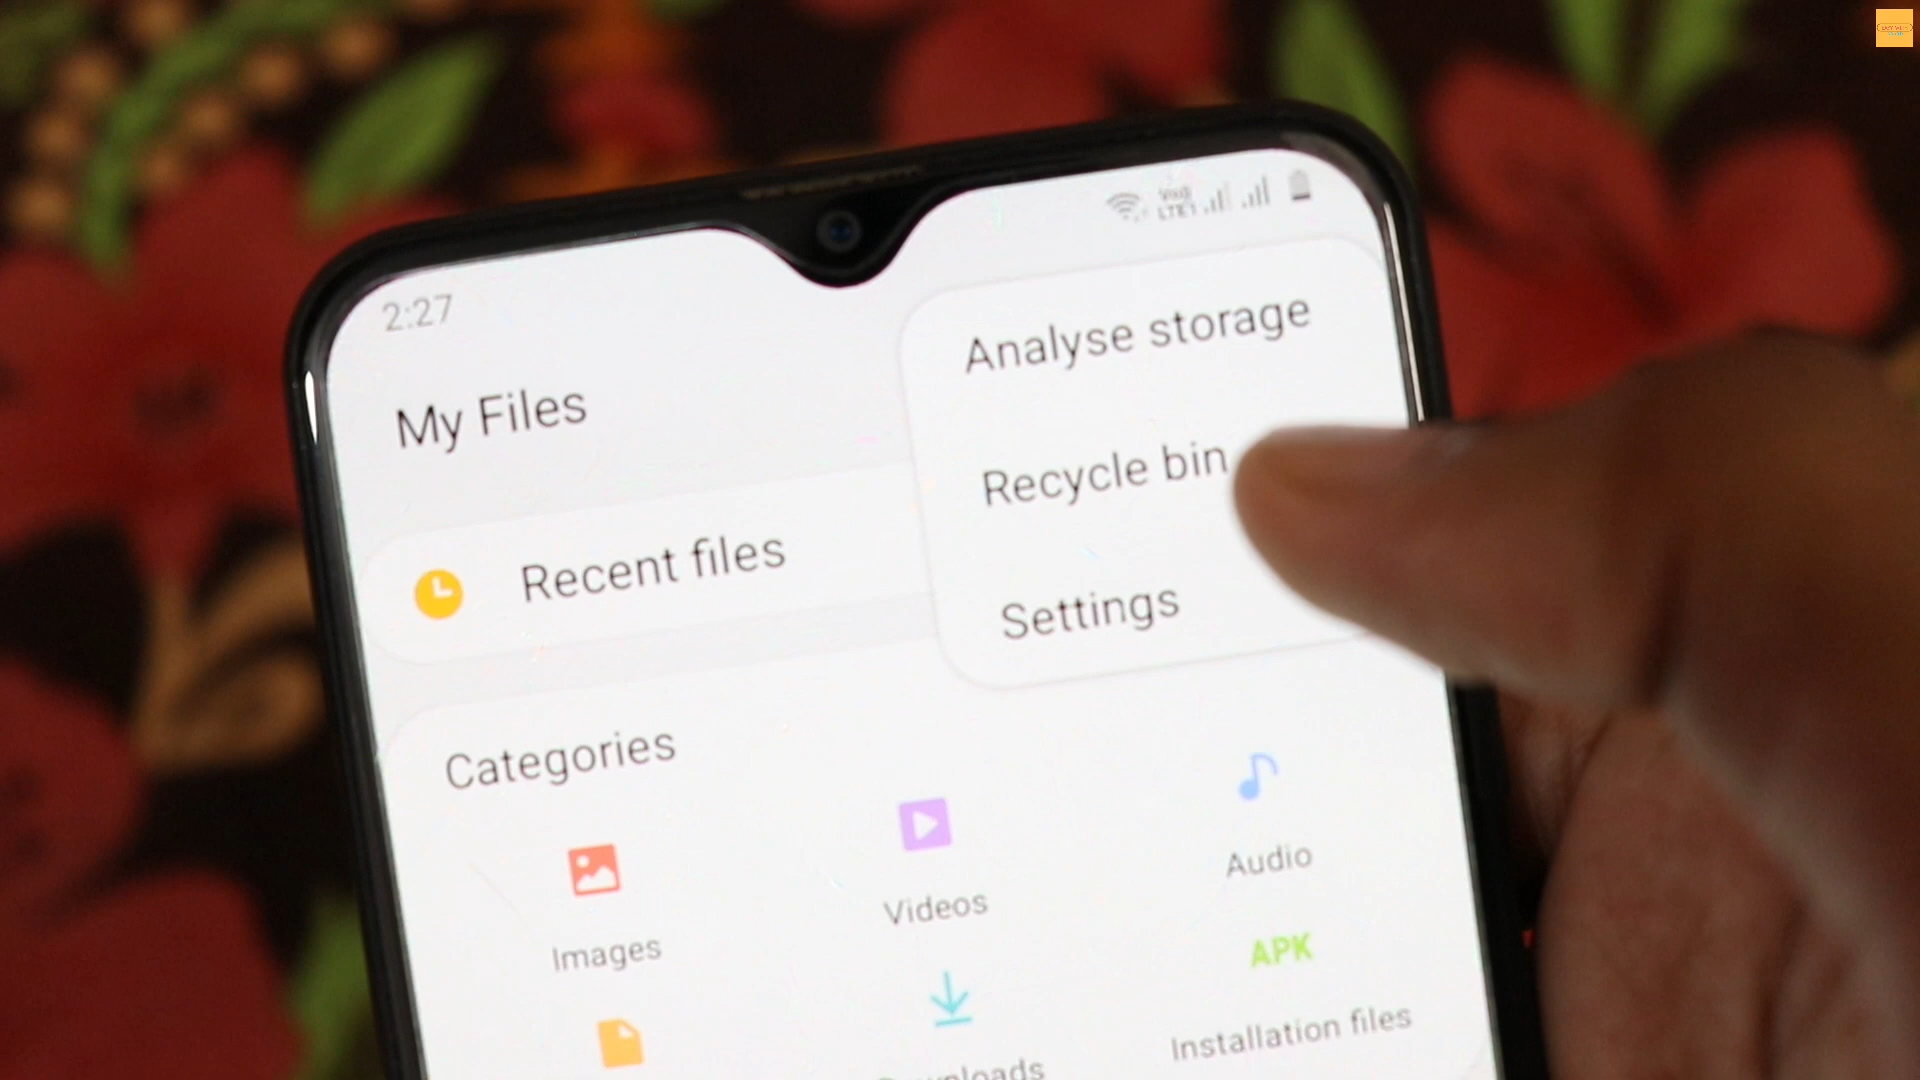 2:27
Analyse storage
My Files
Recycle bin
Recent files
Settings
Categories
Images
Videos
Audio
APK
Installation files